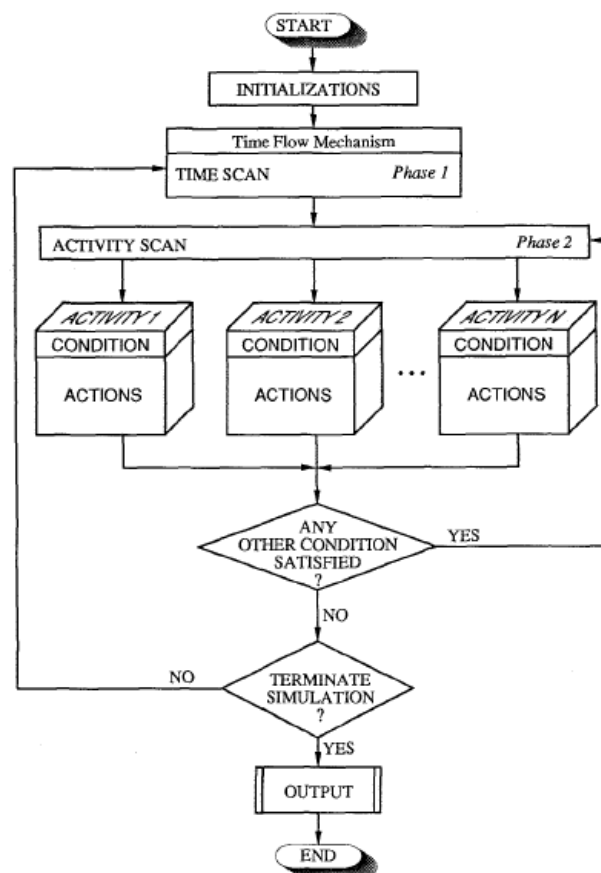 START
INITIALIZATIONS
Time Flow Mechanism
TIME SCAN Phase 1
ACTIVITY SCAN Phase 2
ACTIVITY 1 ACTIVITY 2 ACTIVITY N
CONDITION CONDITION CONDITION
ACTIONS ACTIONS ... ACTIONS
ANY
OTHER CONDITION YES
SATISFIED
?
NO
NO TERMINATE
SIMULATION
?
YES
OUTPUT
END